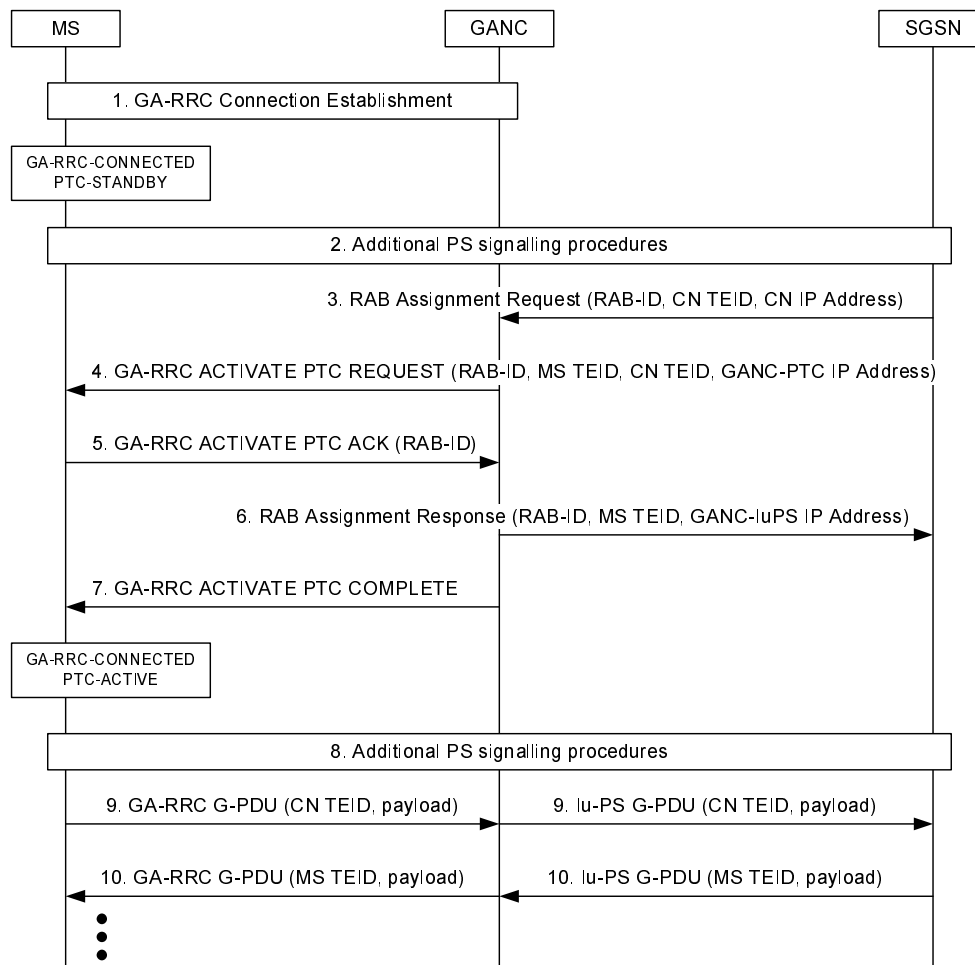 MS
GANC
SGSN
1. GA-RRC Connection Establishment
GA-RRC-CONNECTED
PTC-STANDBY
2. Additional PS signalling procedures
3. RAB Assignment Request (RAB-ID, CN TEID, CN IP Address)
4. GA-RRC ACTIVATE PTC REQUEST (RAB-ID, MS TEID, CN TEID, GANC-PTC IP Address)
5. GA-RRC ACTIVATE PTC ACK (RAB-ID)
6. RAB Assignment Response (RAB-ID, MS TEID, GANC-IuPS IP Address)
7. GA-RRC ACTIVATE PTC COMPLETE
GA-RRC-CONNECTED
PTC-ACTIVE
8. Additional PS signalling procedures
9. GA-RRC G-PDU (CN TEID, payload)
9. Iu-PS G-PDU (CN TEID, payload)
10. GA-RRC G-PDU (MS TEID, payload)
10. Iu-PS G-PDU (MS TEID, payload)